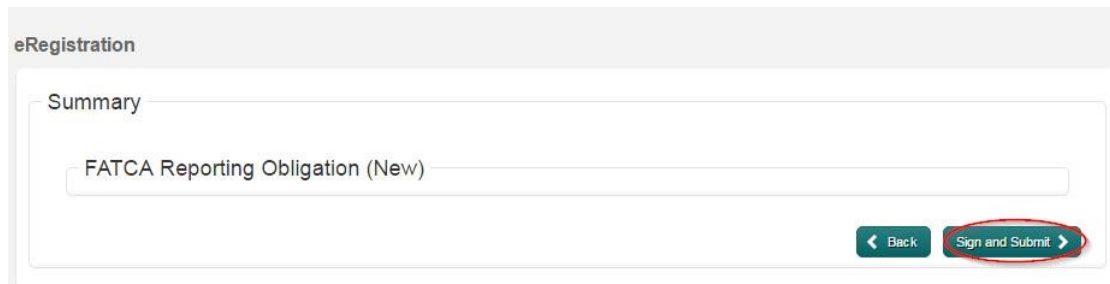 eRegistration
Summary
FATCA Reporting Obligation (New)
Back
Sign and Submit